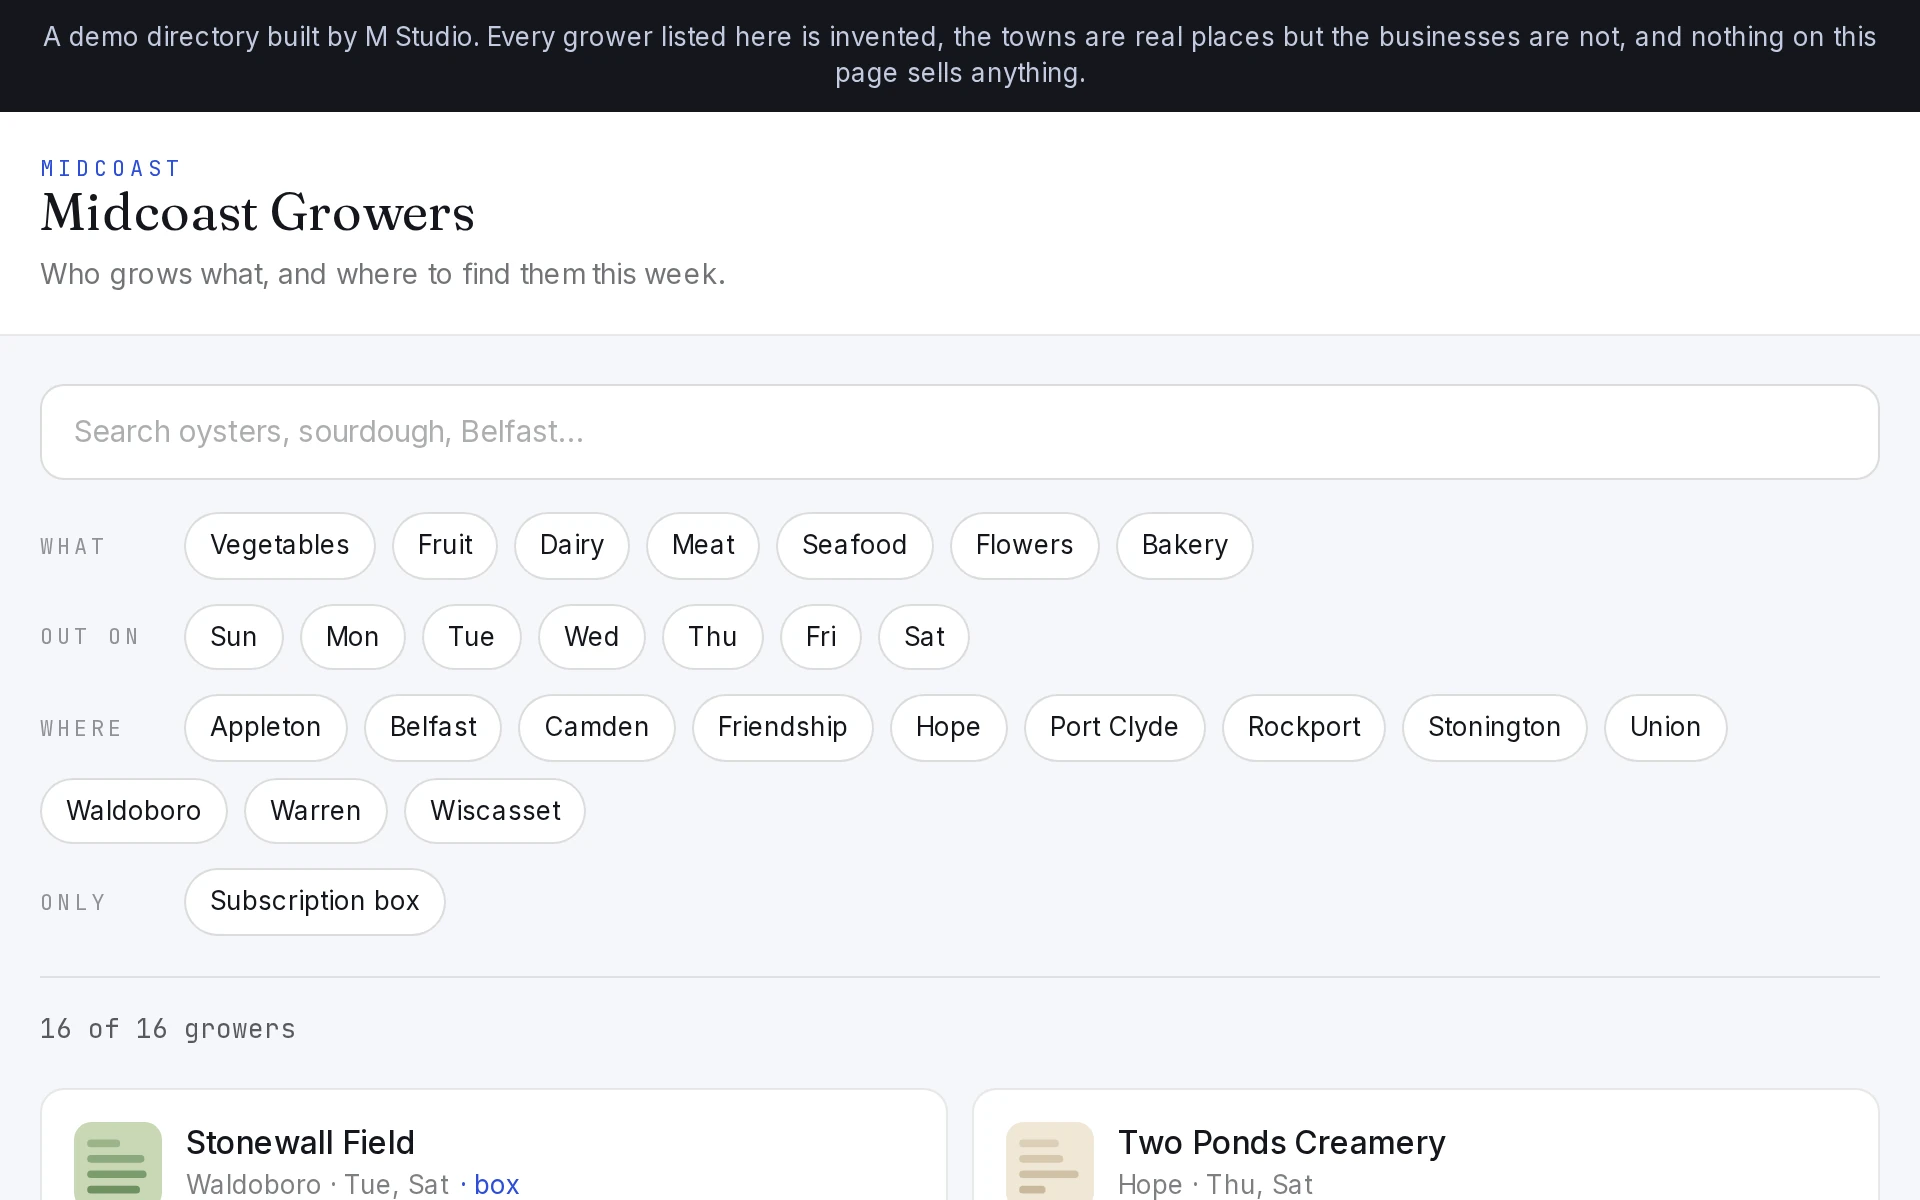 A demo directory built by M Studio. Every grower listed here is invented, the towns are real places but the businesses are not, and nothing on this
page sells anything.
MIDCOAST
Midcoast Growers
Who grows what, and where to find them this week.
Search oysters, sourdough, Belfast...
WHAT Vegetables Fruit Dairy Meat Seafood Flowers Bakery
OUT ON Sun Mon Tue Wed Thu Fri Sat
WHERE Appleton Belfast Camden Friendship Hope Port Clyde Rockport Stonington Union
Waldoboro Warren Wiscasset
ONLY Subscription box
16 of 16 growers
Stonewall Field
Waldoboro · Tue, Sat · box
Two Ponds Creamery
Hope · Thu, Sat